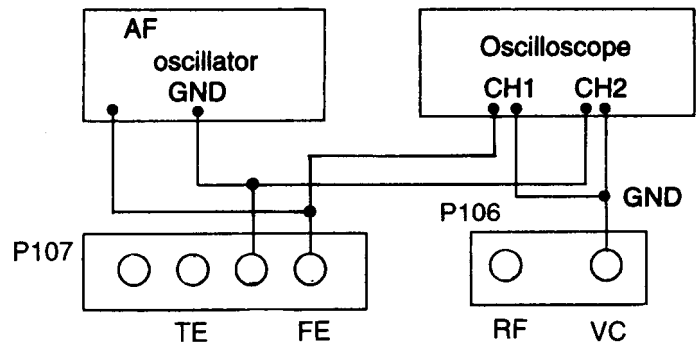 AF
oscillator
GND
Oscilloscope
CH1 CH2
GND
P106
P107
TE FE
RF VC